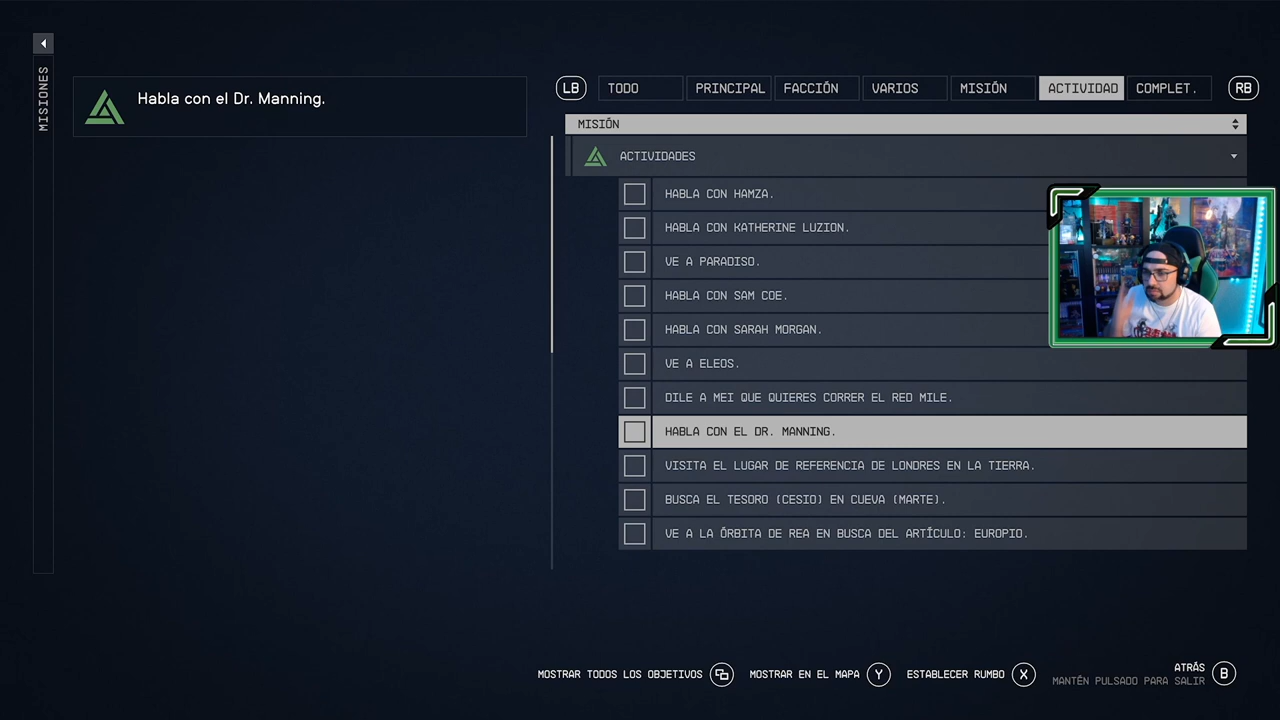 MISIONES
Habla con el Dr. Manning.
LB TODO PRINCIPAL FACCIÓN VARIOS MISIÓN ACTIVIDAD COMPLET. RB
MISIÓN
ACTIVIDADES
HABLA CON HAMZA.
HABLA CON KATHERINE LUZION.
VE A PARADISO.
HABLA CON SAM COE.
HABLA CON SARAH MORGAN.
VE A ELEOS.
DILE A MEI QUE QUIERES CORRER EL RED MILE.
HABLA CON EL DR. MANNING.
VISITA EL LUGAR DE REFERENCIA DE LONDRES EN LA TIERRA.
BUSCA EL TESORO (CESIO) EN CUEVA (MARTE).
VE A LA ÓRBITA DE REA EN BUSCA DEL ARTÍCULO: EUROPIO.
MOSTRAR TODOS LOS OBJETIVOS MOSTRAR EN EL MAPA Y ESTABLECER RUMBO X ATRÁS B
MANTÉN PULSADO PARA SALIR